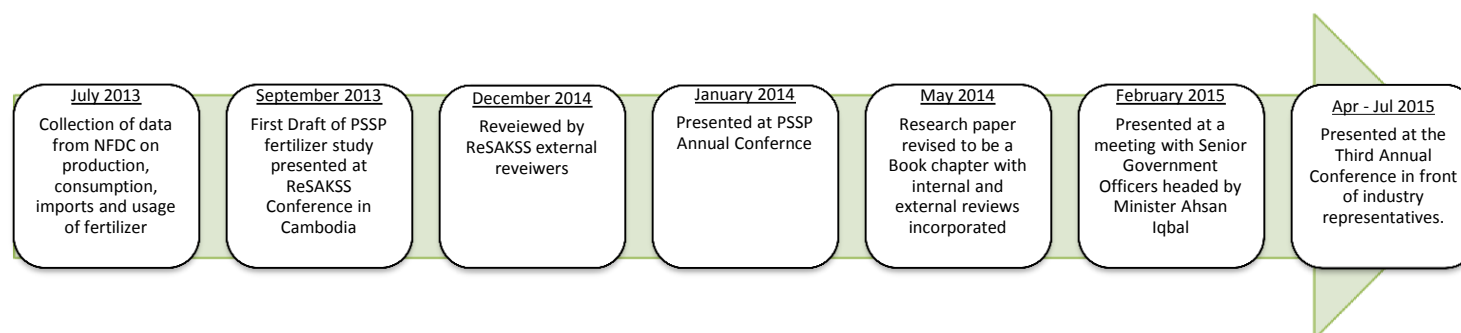 July 2013
Collection of data
from NFDC on
production,
consumption,
imports and usage
of fertilizer
September 2013
First Draft of PSSP
fertilizer study
presented at
ReSAKSS
Conference in
Cambodia
December 2014
Reveiewed by
ReSAKSS external
reveiwers
January 2014
Presented at PSSP
Annual Confernce
May 2014
Research paper
revised to be a
Book chapter with
internal and
external reviews
incorporated
February 2015
Presented at a
meeting with Senior
Government
Officers headed by
Minister Ahsan
Iqbal
Apr - Jul 2015
Presented at the
Third Annual
Conference in front
of industry
representatives.